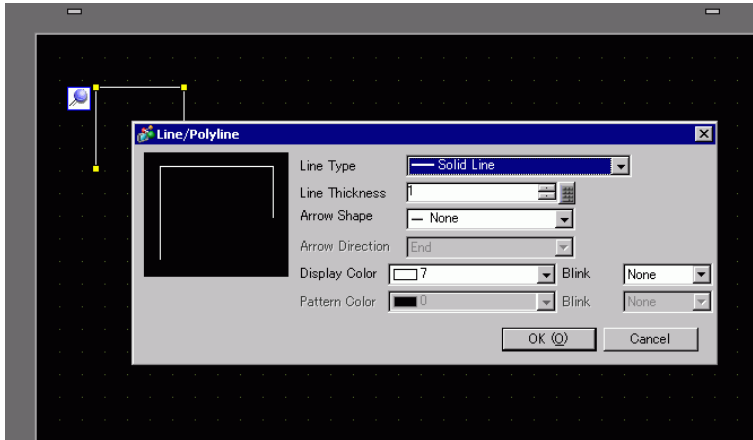 Line/Polyline
Line Type Solid Line
Line Thickness 1
Arrow Shape None
Arrow Direction End
Display Color 7 Blink None
Pattern Color 0 Blink None
OK (O) Cancel